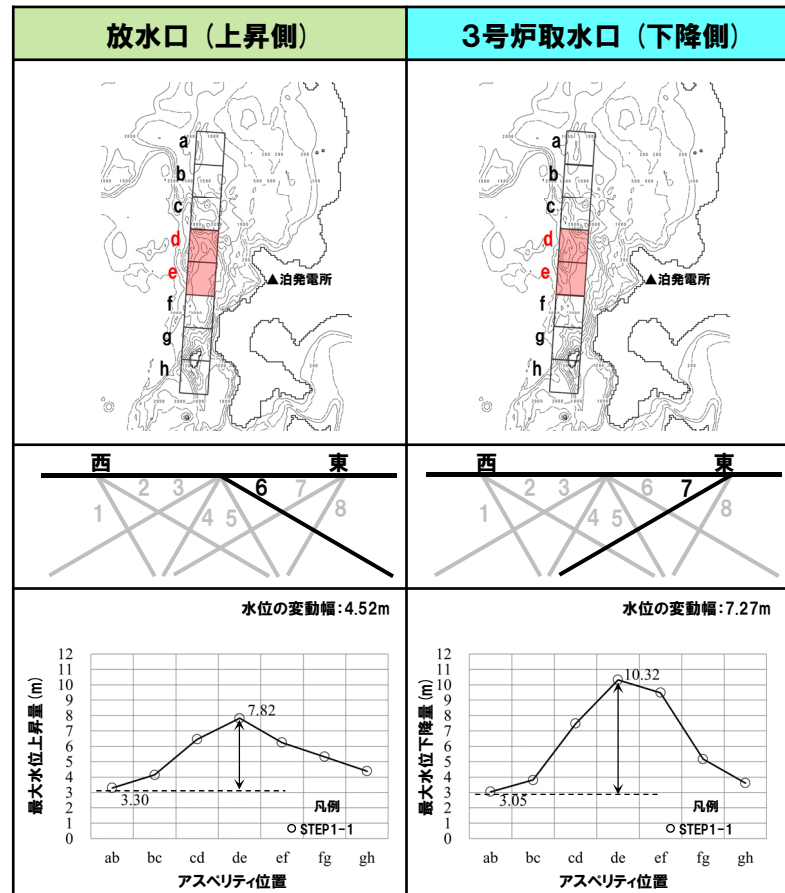 放水口（上昇側）
3号炉取水口（下降側）
a
b
c
d
e
f
g
h
▲泊発電所
a
b
c
d
e
f
g
h
▲泊発電所
西 東
1 2 3 4 5 6 7 8
西 東
1 2 3 4 5 6 7 8
水位の変動幅:4.52m
最大水位上昇量(m)
12
11
10
9
8
7
6
5
4
3
2
1
0
7.82
3.30
凡例
○STEP1-1
ab bc cd de ef fg gh
アスペリティ位置
水位の変動幅:7.27m
最大水位下降量(m)
12
11
10
9
8
7
6
5
4
3
2
1
0
10.32
3.05
凡例
○STEP1-1
ab bc cd de ef fg gh
アスペリティ位置